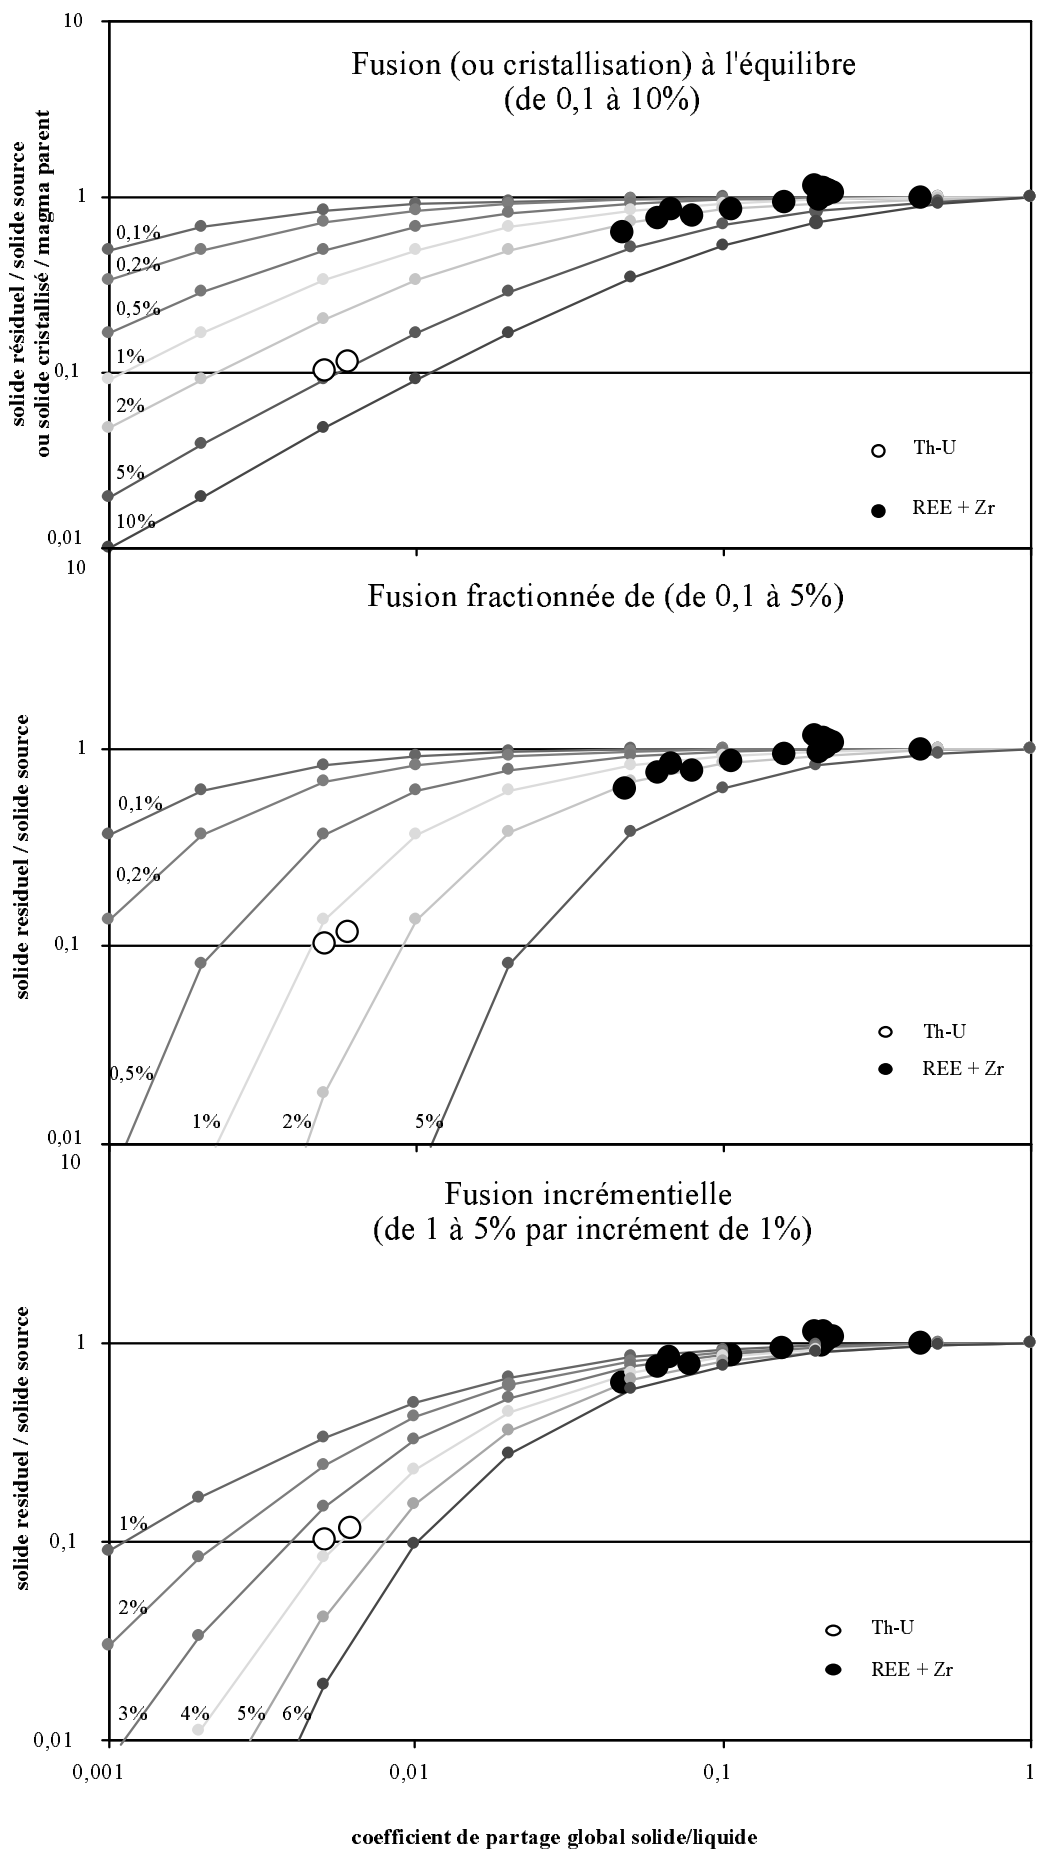 10
Fusion (ou cristallisation) à l'équilibre
(de 0,1 à 10%)
solide résiduel / solide source
ou solide cristallisé / magma parent
1
0,1%
0,2%
0,5%
1%
0,1
2%
5%
10%
0,01
Th-U
REE + Zr
10
Fusion fractionnée de (de 0,1 à 5%)
solide residuel / solide source
1
0,1%
0,2%
0,1
0,5%
1%
2%
5%
0,01
Th-U
REE + Zr
10
Fusion incrémentielle
(de 1 à 5% par incrément de 1%)
solide residuel / solide source
1
1%
0,1
2%
3%
4%
5%
6%
0,01
Th-U
REE + Zr
0,001
0,01
0,1
1
coefficient de partage global solide/liquide